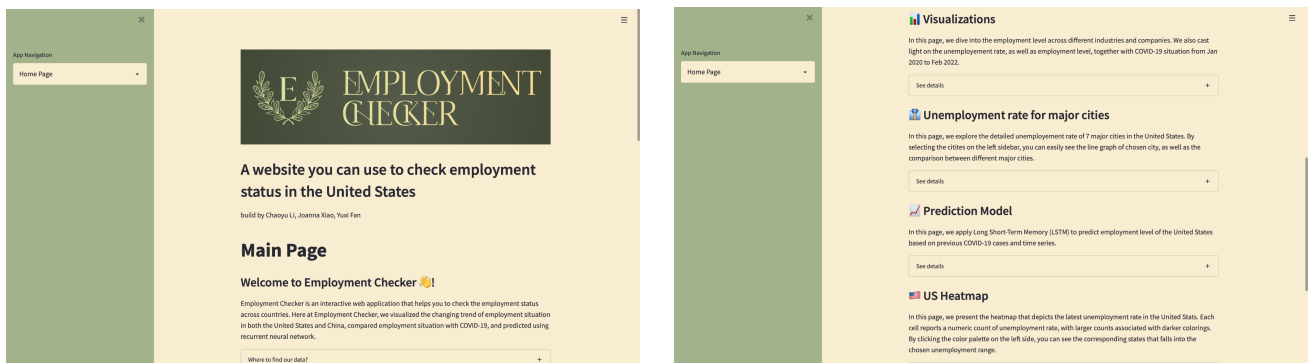 App Navigation
Home Page
E
EMPLOYMENT
CHECKER
A website you can use to check employment
status in the United States
build by Chaoyu Li, Joanna Xiao, Yuxi Fan
Main Page
Welcome to Employment Checker 👋!
Employment Checker is an interactive web application that helps you to check the employment status
across countries. Here at Employment Checker, we visualized the changing trend of employment situation
in both the United States and China, compared employment situation with COVID-19, and predicted using
recurrent neural network.
Where to find our data?
App Navigation
Home Page
📊 Visualizations
In this page, we dive into the employment level across different industries and companies. We also cast
light on the unemployement rate, as well as employment level, together with COVID-19 situation from Jan
2020 to Feb 2022.
See details
👔 Unemployment rate for major cities
In this page, we explore the detailed unemployement rate of 7 major cities in the United States. By
selecting the citites on the left sidebar, you can easily see the line graph of chosen city, as well as the
comparison between different major cities.
See details
📈 Prediction Model
In this page, we apply Long Short-Term Memory (LSTM) to predict employment level of the United States
based on previous COVID-19 cases and time series.
See details
🇺🇸 US Heatmap
In this page, we present the heatmap that depicts the latest unemployment rate in the United Stats. Each
cell reports a numeric count of unemployment rate, with larger counts associated with darker colorings.
By clicking the color palette on the left side, you can see the corresponding states that falls into the
chosen unemployment range.